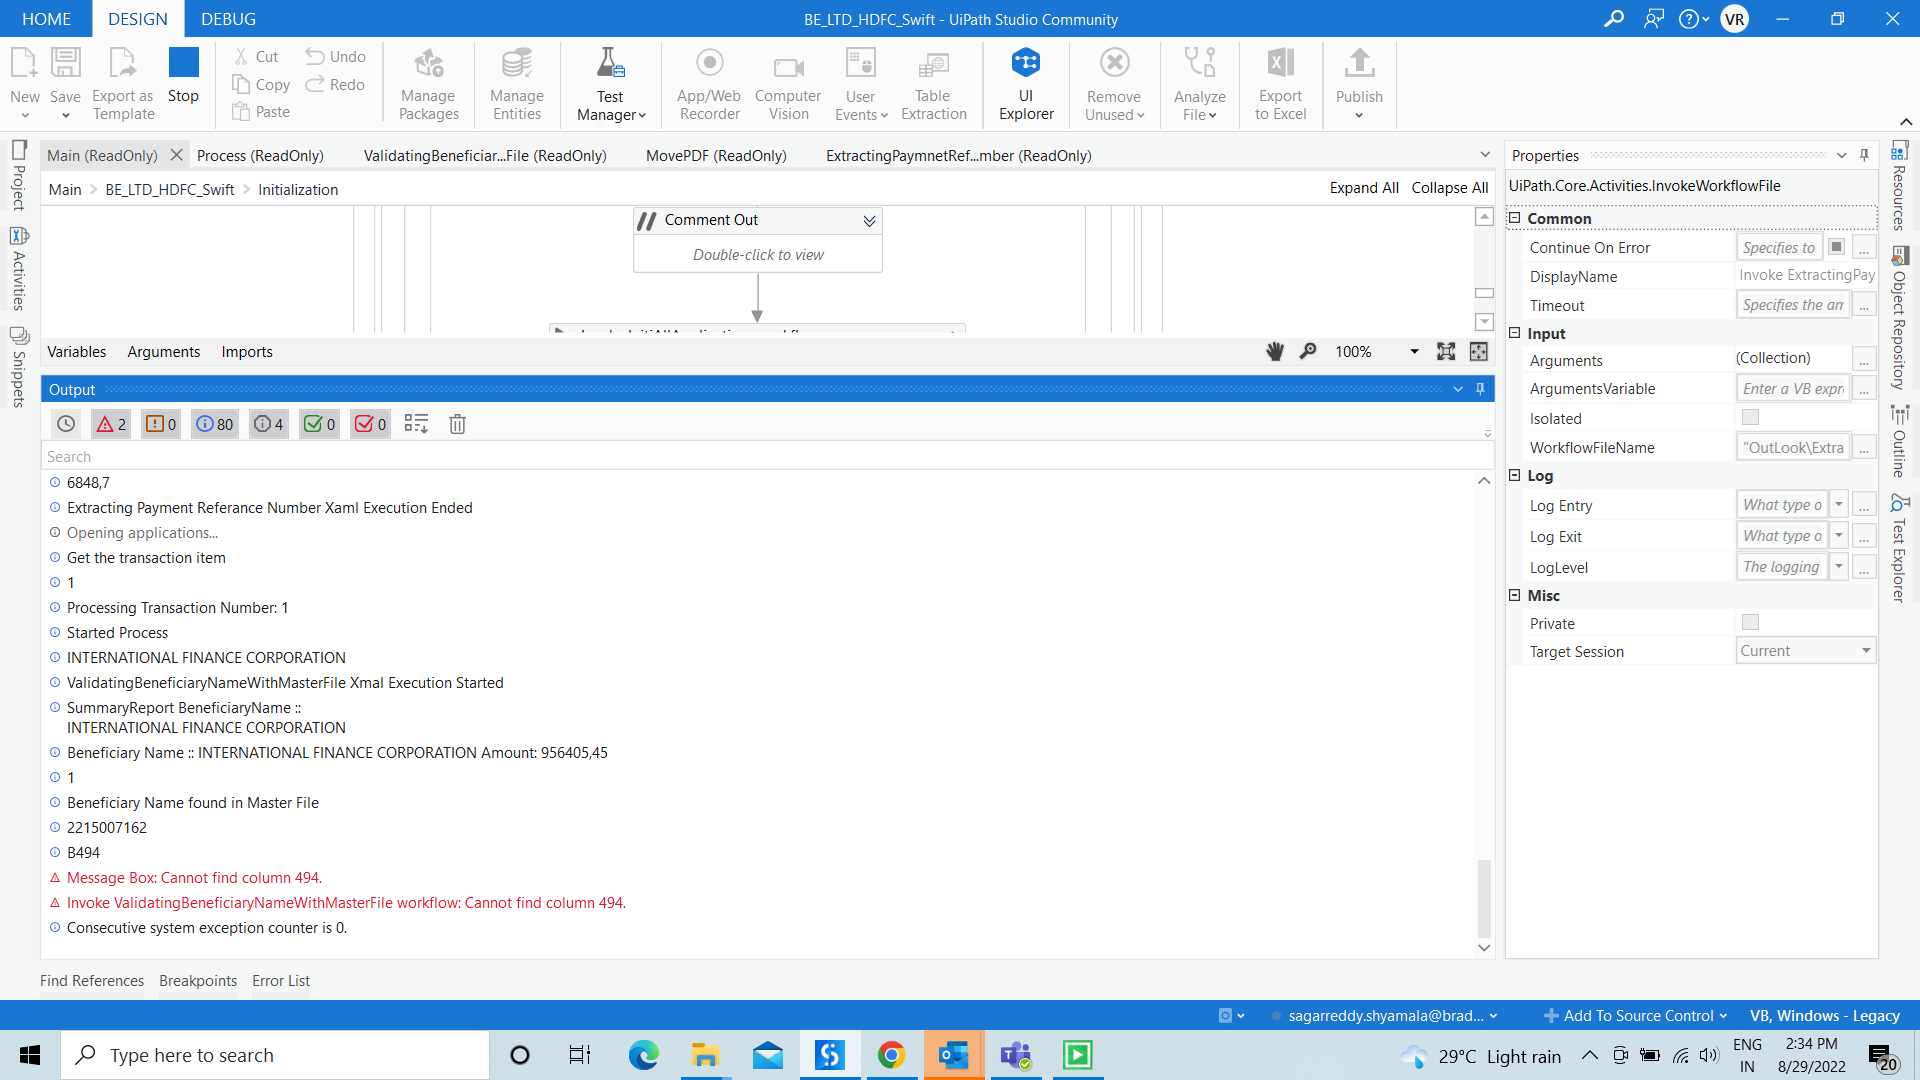 HOME DESIGN DEBUG
BE_LTD_HDFC_Swift - UiPath Studio Community
VR
New Save Export as Template Stop
Cut Copy Paste Undo Redo
Manage Packages
Manage Entities
Test Manager
App/Web Recorder
Computer Vision
User Events
Table Extraction
UI Explorer
Remove Unused
Analyze File
Export to Excel
Publish
Project
Activities
Snippets
Main (ReadOnly) Process (ReadOnly) ValidatingBeneficiar...File (ReadOnly) MovePDF (ReadOnly) ExtractingPaymnetRef...mber (ReadOnly)
Main > BE_LTD_HDFC_Swift > Initialization
Expand All Collapse All
// Comment Out
Double-click to view
Variables Arguments Imports
100%
Output
2 0 80 4 0 0
Search
6848,7
Extracting Payment Referance Number Xaml Execution Ended
Opening applications...
Get the transaction item
1
Processing Transaction Number: 1
Started Process
INTERNATIONAL FINANCE CORPORATION
ValidatingBeneficiaryNameWithMasterFile Xmal Execution Started
SummaryReport BeneficiaryName ::
INTERNATIONAL FINANCE CORPORATION
Beneficiary Name :: INTERNATIONAL FINANCE CORPORATION Amount: 956405,45
1
Beneficiary Name found in Master File
2215007162
B494
Message Box: Cannot find column 494.
Invoke ValidatingBeneficiaryNameWithMasterFile workflow: Cannot find column 494.
Consecutive system exception counter is 0.
Find References Breakpoints Error List
Properties
UiPath.Core.Activities.InvokeWorkflowFile
Common
Continue On Error Specifies to ...
DisplayName Invoke ExtractingPay
Timeout Specifies the am ...
Input
Arguments (Collection) ...
ArgumentsVariable Enter a VB expr ...
Isolated
WorkflowFileName "OutLook\Extra ...
Log
Log Entry What type o ...
Log Exit What type o ...
LogLevel The logging ...
Misc
Private
Target Session Current
Resources
Object Repository
Outline
Test Explorer
sagarreddy.shyamala@brad...
Add To Source Control
VB, Windows - Legacy
Type here to search
29°C Light rain
ENG
IN
2:34 PM
8/29/2022
20